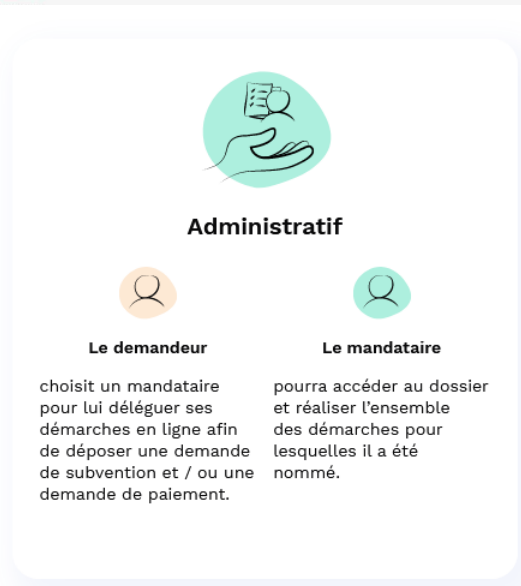 Administratif
Le demandeur
choisit un mandataire
pour lui déléguer ses
démarches en ligne afin
de déposer une demande
de subvention et / ou une
demande de paiement.
Le mandataire
pourra accéder au dossier
et réaliser l’ensemble
des démarches pour
lesquelles il a été
nommé.